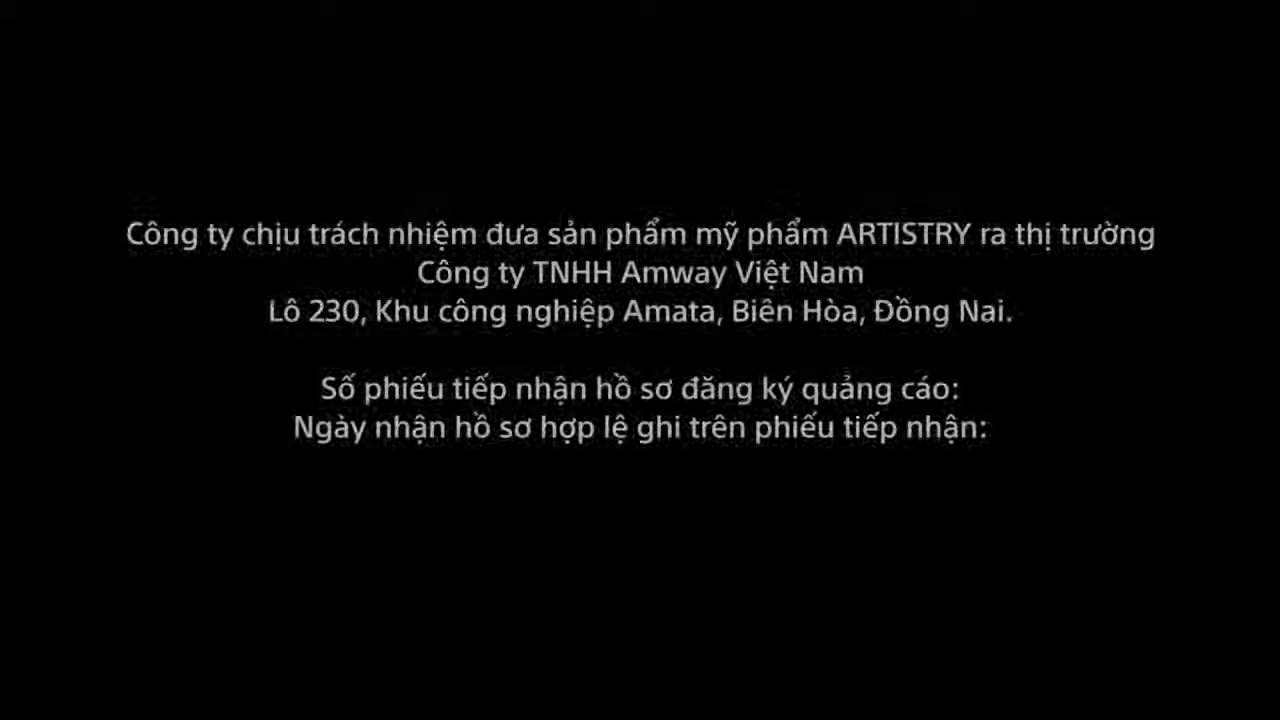 Công ty chịu trách nhiệm đưa sản phẩm mỹ phẩm ARTISTRY ra thị trường
Công ty TNHH Amway Việt Nam
Lô 230, Khu công nghiệp Amata, Biên Hòa, Đồng Nai.
Số phiếu tiếp nhận hồ sơ đăng ký quảng cáo:
Ngày nhận hồ sơ hợp lệ ghi trên phiếu tiếp nhận: